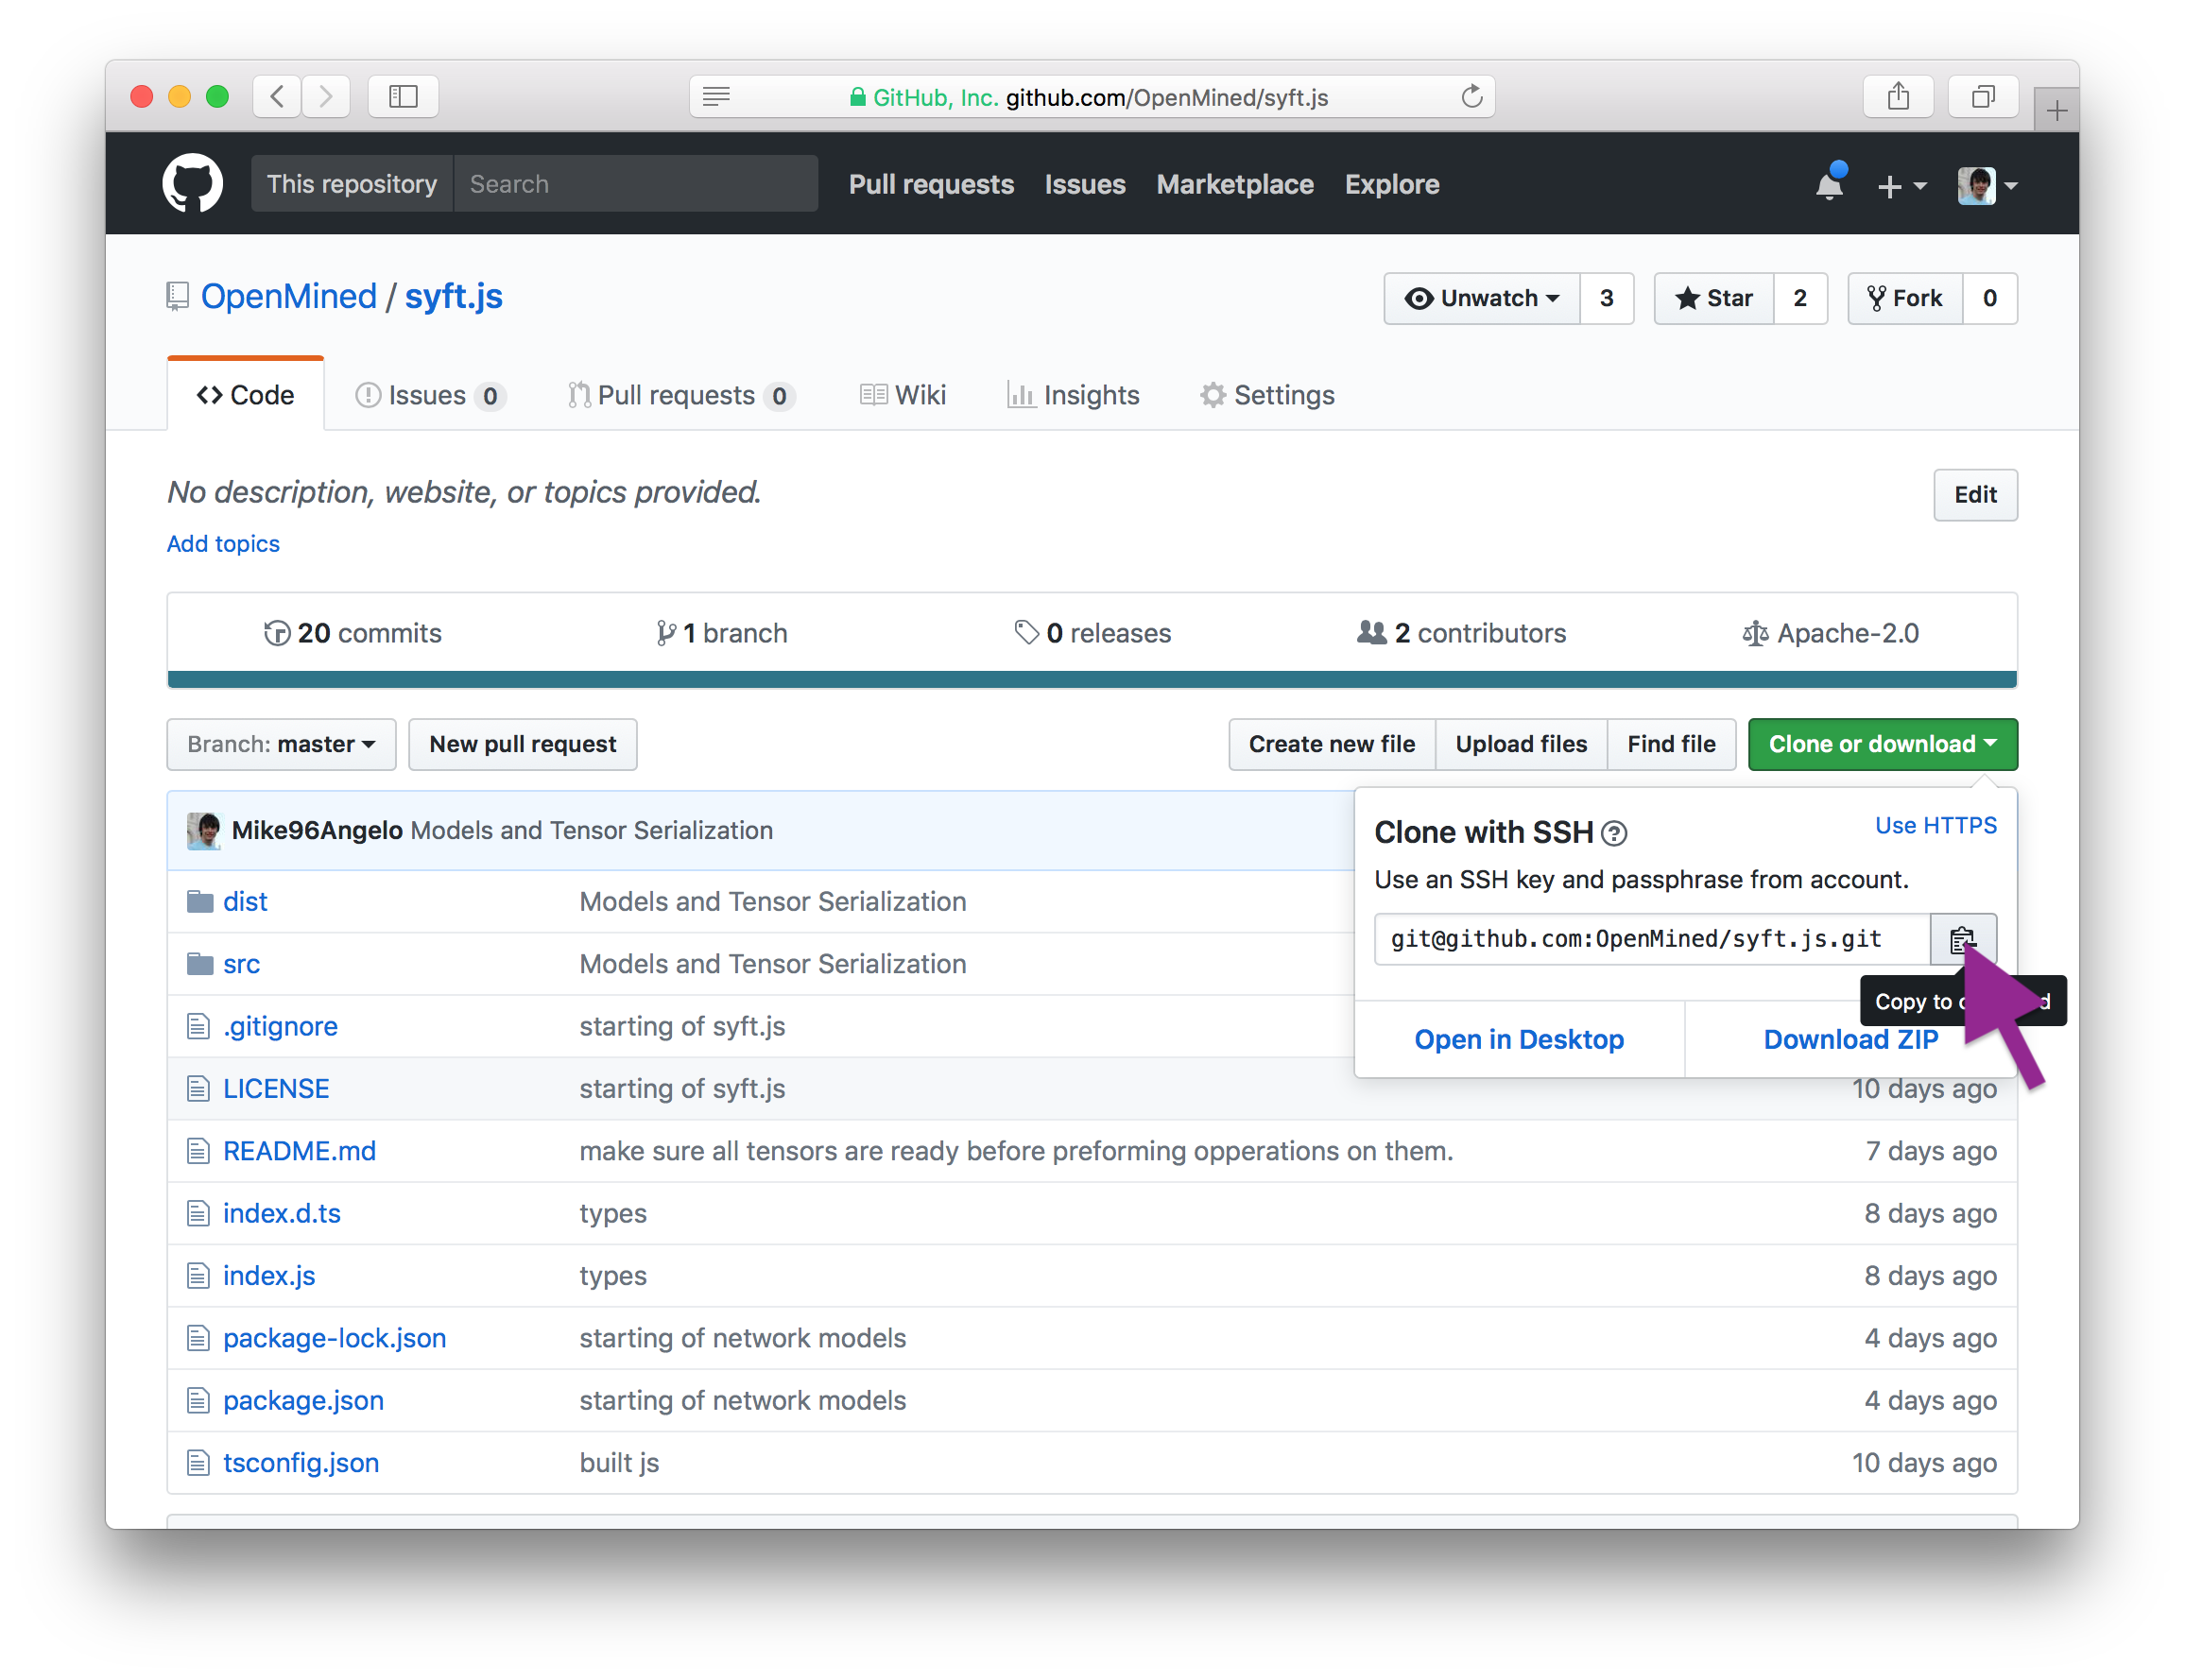 GitHub, Inc. github.com/OpenMined/syft.js
This repository Search Pull requests Issues Marketplace Explore
OpenMined / syft.js Unwatch 3 Star 2 Fork 0
Code Issues 0 Pull requests 0 Wiki Insights Settings
No description, website, or topics provided. Edit
Add topics
20 commits 1 branch 0 releases 2 contributors Apache-2.0
Branch: master New pull request Create new file Upload files Find file Clone or download
Mike96Angelo Models and Tensor Serialization
Clone with SSH ? Use HTTPS
Use an SSH key and passphrase from account.
git@github.com:OpenMined/syft.js.git
Copy to
Open in Desktop Download ZIP
dist Models and Tensor Serialization
src Models and Tensor Serialization
.gitignore starting of syft.js
LICENSE starting of syft.js 10 days ago
README.md make sure all tensors are ready before preforming opperations on them. 7 days ago
index.d.ts types 8 days ago
index.js types 8 days ago
package-lock.json starting of network models 4 days ago
package.json starting of network models 4 days ago
tsconfig.json built js 10 days ago